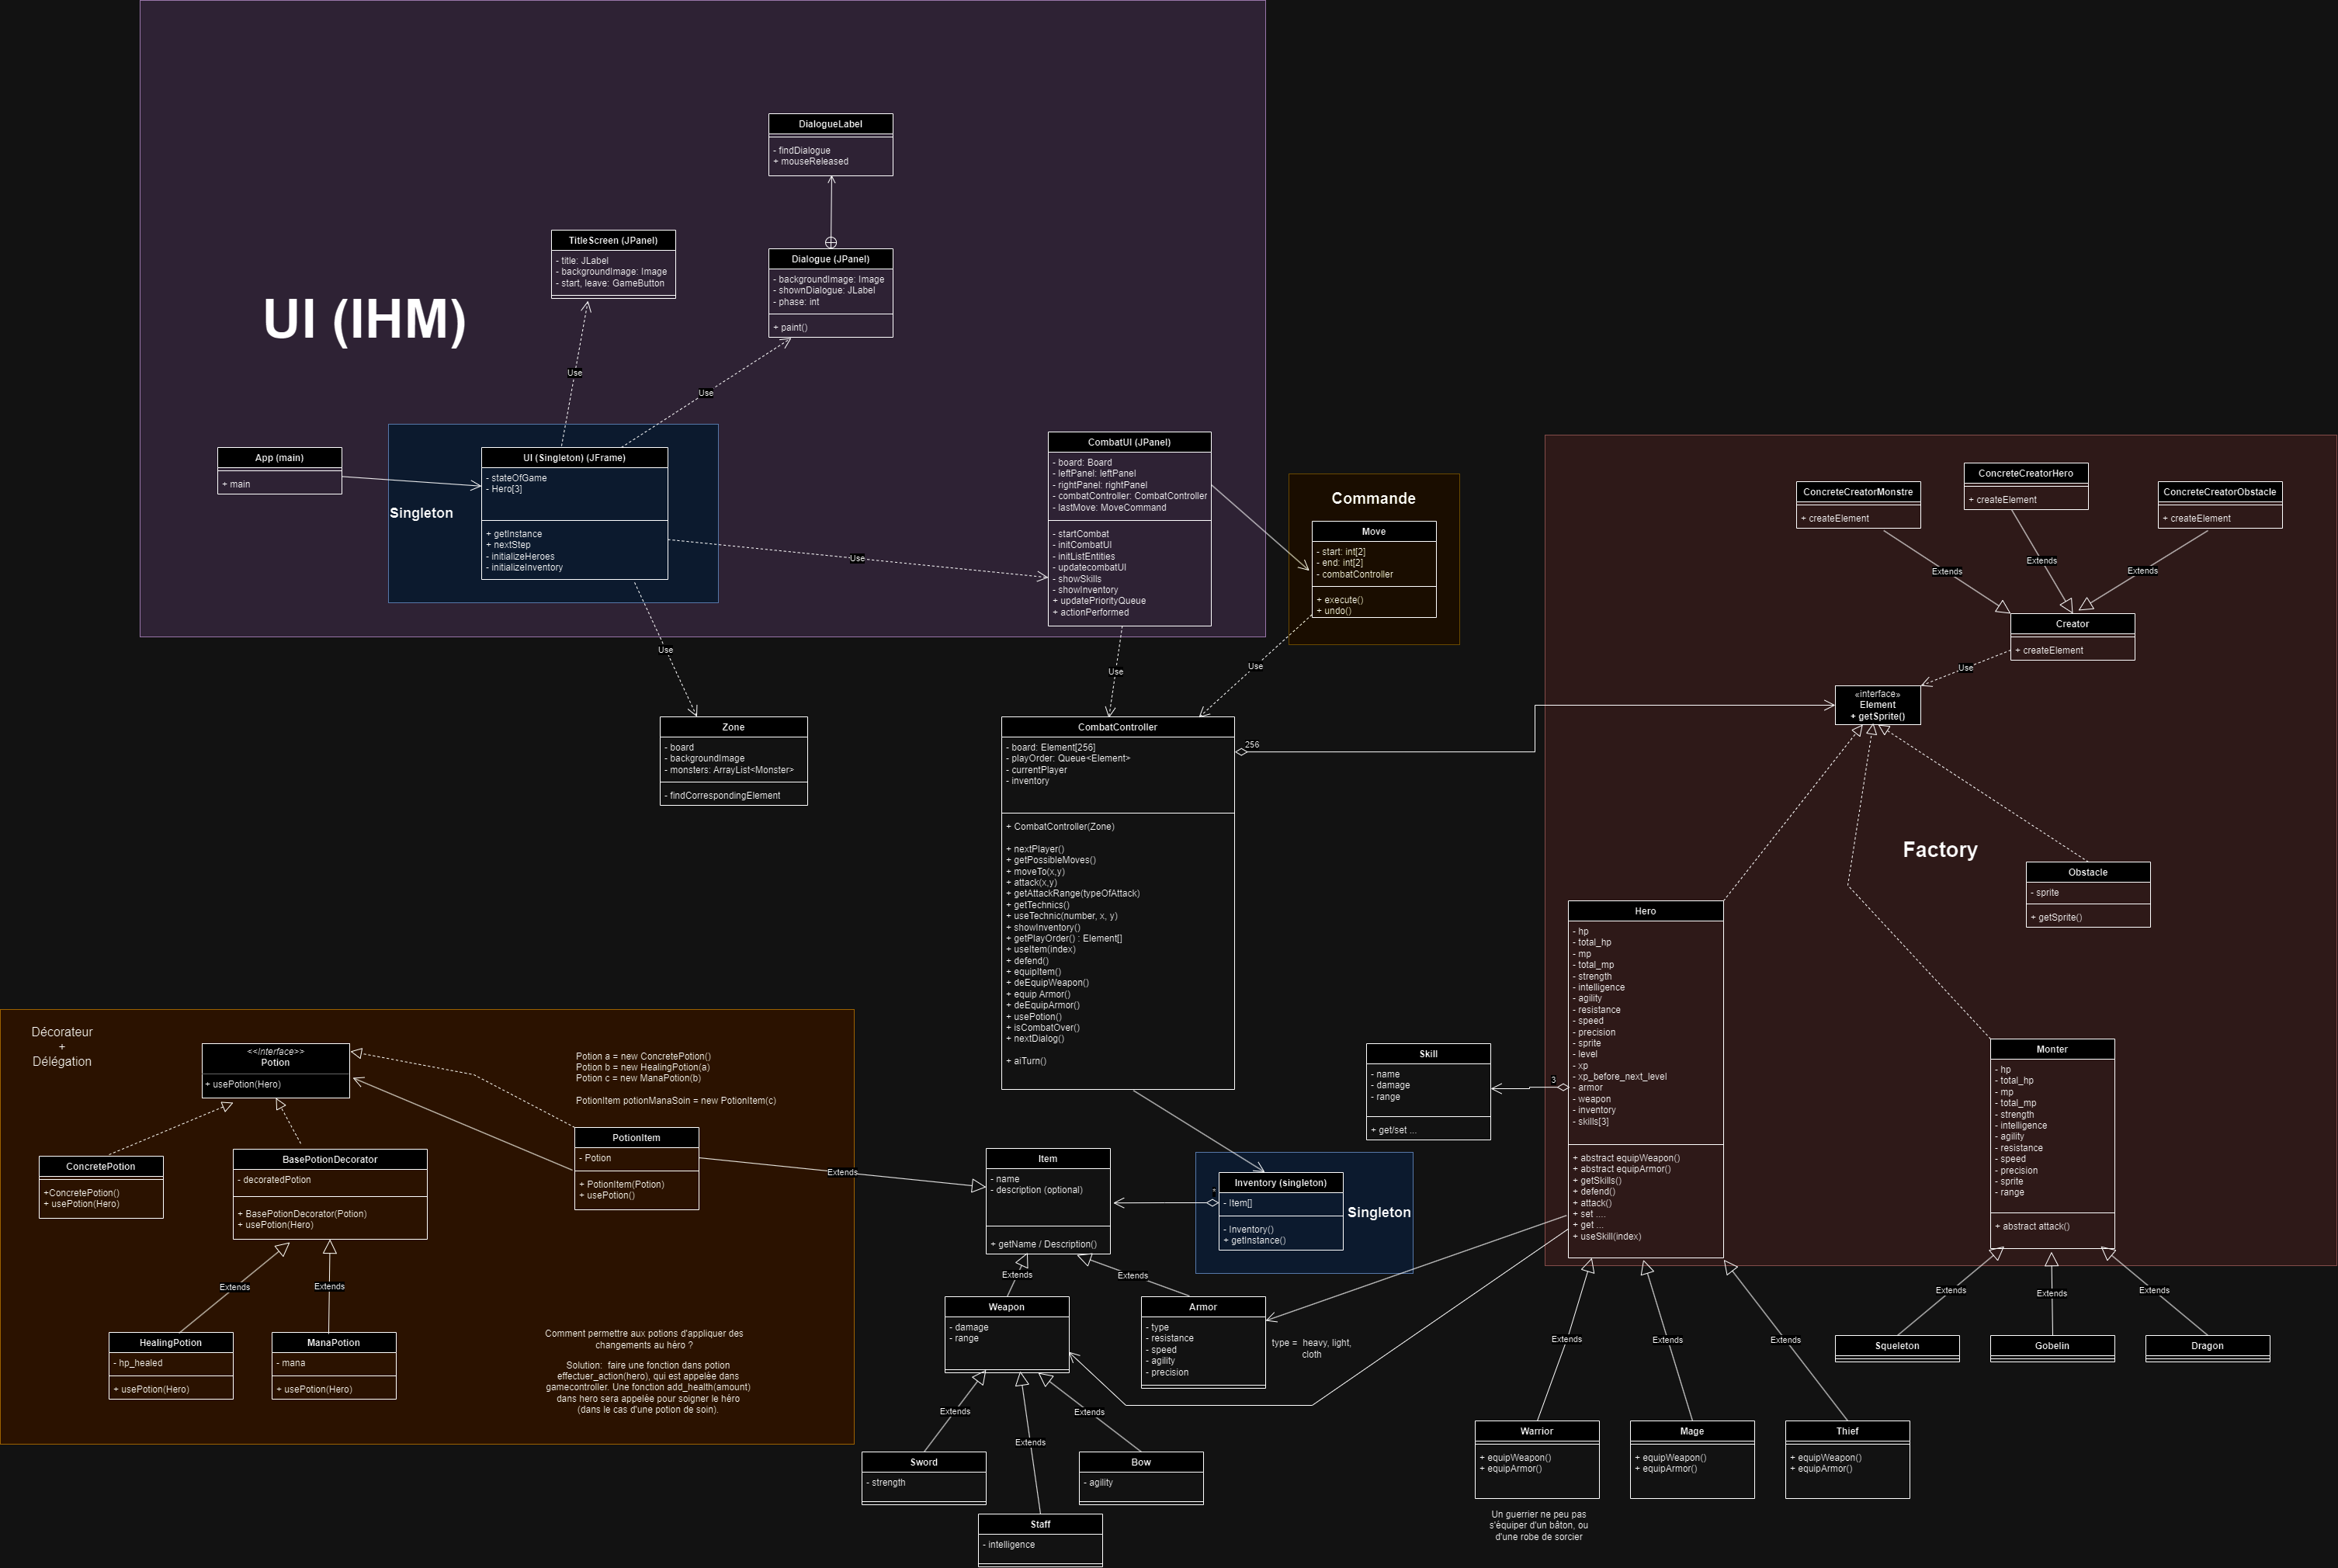 UI (IHM)
DialogueLabel
- findDialogue
+ mouseReleased
TitleScreen (JPanel)
- title: JLabel
- backgroundImage: Image
- start, leave: GameButton
Dialogue (JPanel)
- backgroundImage: Image
- shownDialogue: JLabel
- phase: int
+ paint()
Use
Use
App (main)
+ main
Singleton
UI (Singleton) (JFrame)
- stateOfGame
- Hero[3]
+ getInstance
+ nextStep
- initializeHeroes
- initializeInventory
Use
Use
CombatUI (JPanel)
- board: Board
- leftPanel: leftPanel
- rightPanel: rightPanel
- combatController: CombatController
- lastMove: MoveCommand
- startCombat
- initCombatUI
- initListEntities
- updatecombatUI
- showSkills
- showInventory
+ updatePriorityQueue
+ actionPerformed
Commande
Move
- start: int[2]
- end: int[2]
- combatController
+ execute()
+ undo()
Use
Use
Zone
- board
- backgroundImage
- monsters: ArrayList<Monster>
- findCorrespondingElement
CombatController
- board: Element[256]
- playOrder: Queue<Element>
- currentPlayer
- inventory
+ CombatController(Zone)
+ nextPlayer()
+ getPossibleMoves()
+ moveTo(x,y)
+ attack(x,y)
+ getAttackRange(typeOfAttack)
+ getTechnics()
+ useTechnic(number, x, y)
+ showInventory()
+ getPlayOrder() : Element[]
+ useItem(index)
+ defend()
+ equipItem()
+ deEquipWeapon()
+ equip Armor()
+ deEquipArmor()
+ usePotion()
+ isCombatOver()
+ nextDialog()
+ aiTurn()
256
Factory
ConcreteCreatorMonstre
+ createElement
ConcreteCreatorHero
+ createElement
ConcreteCreatorObstacle
+ createElement
Extends
Extends
Extends
Creator
+ createElement
Use
«interface»
Element
+ getSprite()
Obstacle
- sprite
+ getSprite()
Hero
- hp
- total_hp
- mp
- total_mp
- strength
- intelligence
- agility
- resistance
- speed
- precision
- sprite
- level
- xp
- xp_before_next_level
- armor
- weapon
- inventory
- skills[3]
+ abstract equipWeapon()
+ abstract equipArmor()
+ getSkills()
+ defend()
+ attack()
+ set ....
+ get ...
+ useSkill(index)
Monter
- hp
- total_hp
- mp
- total_mp
- strength
- intelligence
- agility
- resistance
- speed
- precision
- sprite
- range
+ abstract attack()
Skill
- name
- damage
- range
+ get/set ...
3
Décorateur
+
Délégation
<<Interface>>
Potion
+ usePotion(Hero)
Potion a = new ConcretePotion()
Potion b = new HealingPotion(a)
Potion c = new ManaPotion(b)
PotionItem potionManaSoin = new PotionItem(c)
ConcretePotion
+ConcretePotion()
+ usePotion(Hero)
BasePotionDecorator
- decoratedPotion
+ BasePotionDecorator(Potion)
+ usePotion(Hero)
PotionItem
- Potion
+ PotionItem(Potion)
+ usePotion()
Extends
Extends
Extends
HealingPotion
- hp_healed
+ usePotion(Hero)
ManaPotion
- mana
+ usePotion(Hero)
Comment permettre aux potions d'appliquer des
changements au héro ?
Solution: faire une fonction dans potion
effectuer_action(hero), qui est appelée dans
gamecontroller. Une fonction add_health(amount)
dans hero sera appelée pour soigner le héro
(dans le cas d'une potion de soin).
Item
- name
- description (optional)
+ getName / Description()
*
Inventory (singleton)
- Item[]
- Inventory()
+ getInstance()
Singleton
Extends
Extends
Weapon
- damage
- range
Armor
- type
- resistance
- speed
- agility
- precision
type = heavy, light,
cloth
Extends
Extends
Extends
Sword
- strength
Bow
- agility
Staff
- intelligence
Extends
Extends
Extends
Warrior
+ equipWeapon()
+ equipArmor()
Mage
+ equipWeapon()
+ equipArmor()
Thief
+ equipWeapon()
+ equipArmor()
Un guerrier ne peu pas
s'équiper d'un bâton, ou
d'une robe de sorcier
Extends
Extends
Extends
Squeleton
Gobelin
Dragon